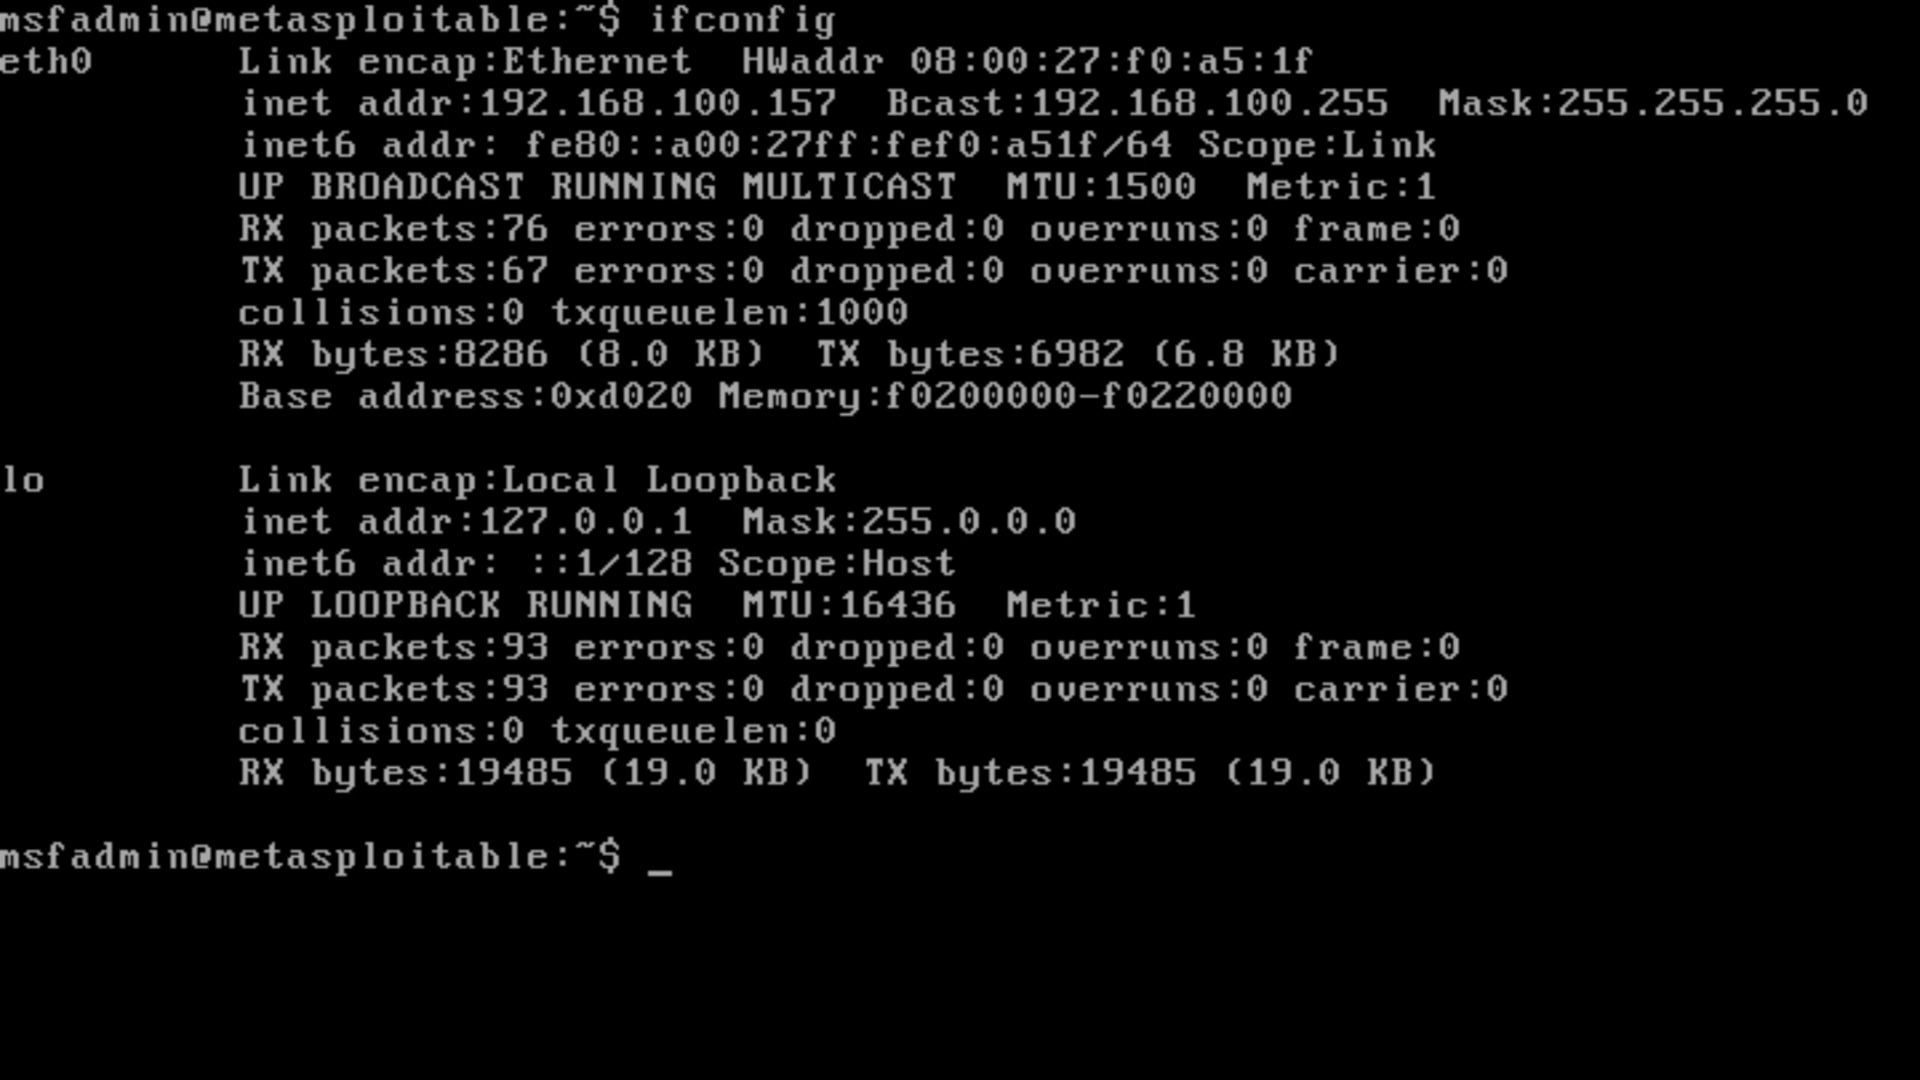 msfadmin@metasploitable:~$ ifconfig
eth0      Link encap:Ethernet  HWaddr 08:00:27:f0:a5:1f
          inet addr:192.168.100.157  Bcast:192.168.100.255  Mask:255.255.255.0
          inet6 addr: fe80::a00:27ff:fef0:a51f/64 Scope:Link
          UP BROADCAST RUNNING MULTICAST  MTU:1500  Metric:1
          RX packets:76 errors:0 dropped:0 overruns:0 frame:0
          TX packets:67 errors:0 dropped:0 overruns:0 carrier:0
          collisions:0 txqueuelen:1000
          RX bytes:8286 (8.0 KB)  TX bytes:6982 (6.8 KB)
          Base address:0xd020 Memory:f0200000-f0220000

lo        Link encap:Local Loopback
          inet addr:127.0.0.1  Mask:255.0.0.0
          inet6 addr: ::1/128 Scope:Host
          UP LOOPBACK RUNNING  MTU:16436  Metric:1
          RX packets:93 errors:0 dropped:0 overruns:0 frame:0
          TX packets:93 errors:0 dropped:0 overruns:0 carrier:0
          collisions:0 txqueuelen:0
          RX bytes:19485 (19.0 KB)  TX bytes:19485 (19.0 KB)

msfadmin@metasploitable:~$ _